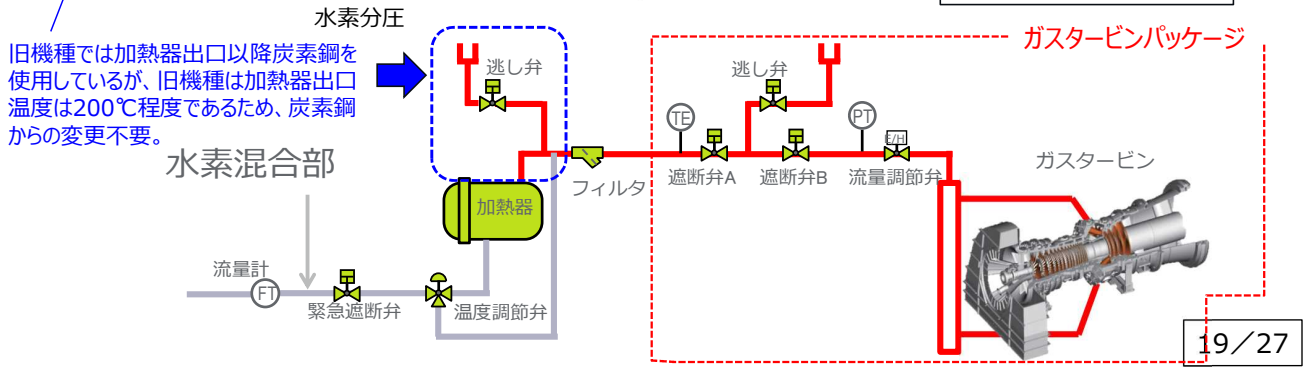 水素分圧
旧機種では加熱器出口以降炭素鋼を
使用しているが、旧機種は加熱器出口
温度は200℃程度であるため、炭素鋼
からの変更不要。
ガスタービンパッケージ
逃し弁
逃し弁
TE
PT
E/H
水素混合部
フィルタ
遮断弁A
遮断弁B
流量調節弁
ガスタービン
加熱器
流量計
FT
緊急遮断弁
温度調節弁
19／27